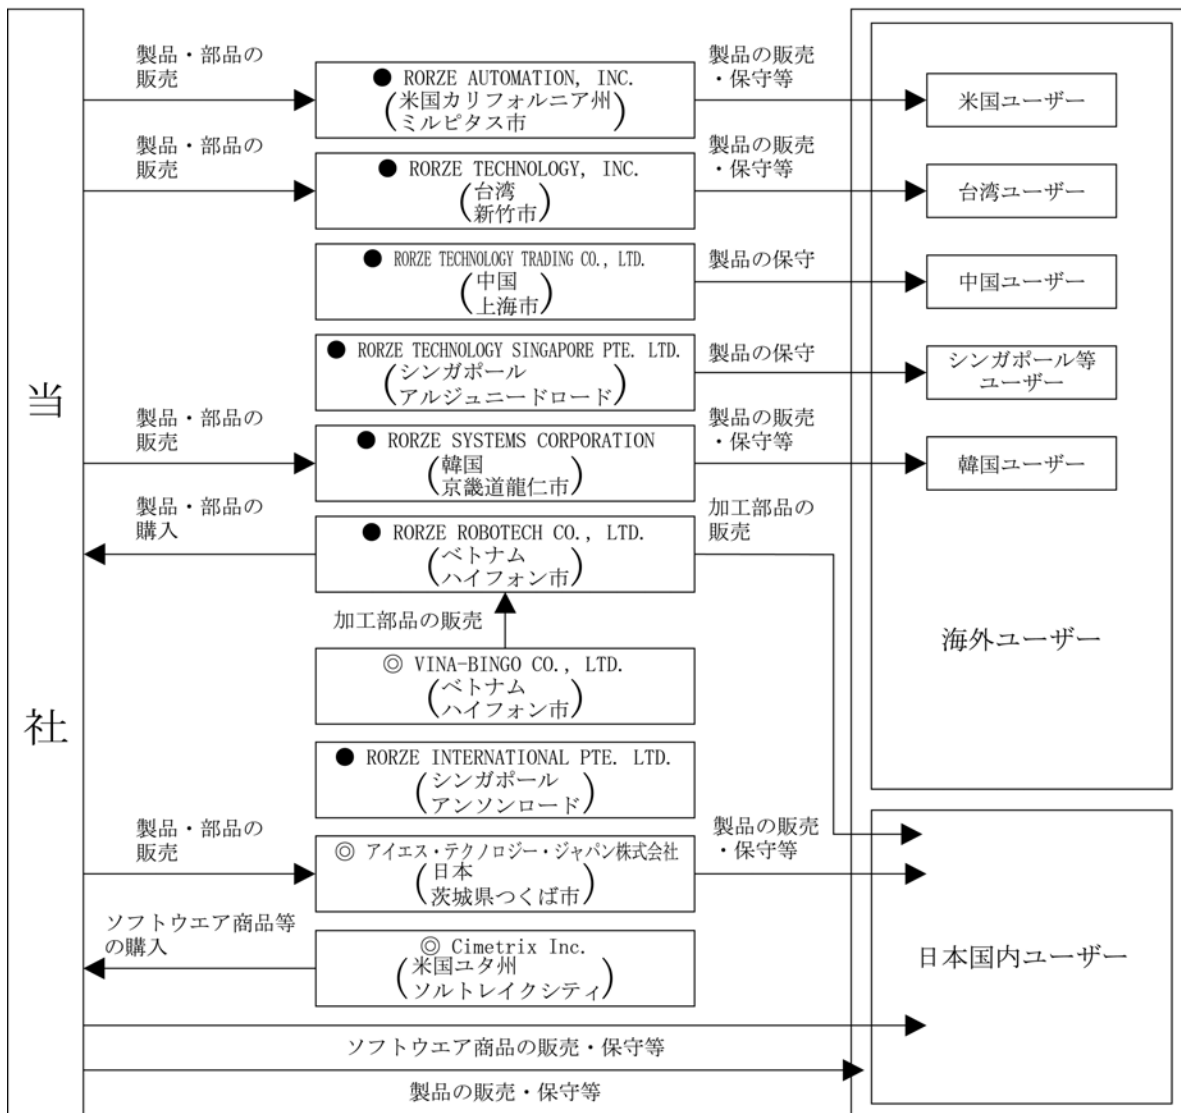 当
社
製品・部品の
販売
● RORZE AUTOMATION, INC.
(米国カリフォルニア州
ミルピタス市)
製品の販売
・保守等
米国ユーザー
製品・部品の
販売
● RORZE TECHNOLOGY, INC.
(台湾
新竹市)
製品の販売
・保守等
台湾ユーザー
● RORZE TECHNOLOGY TRADING CO., LTD.
(中国
上海市)
製品の保守
中国ユーザー
● RORZE TECHNOLOGY SINGAPORE PTE. LTD.
(シンガポール
アルジュニードロード)
製品の保守
シンガポール等
ユーザー
製品・部品の
販売
● RORZE SYSTEMS CORPORATION
(韓国
京畿道龍仁市)
製品の販売
・保守等
韓国ユーザー
製品・部品の
購入
● RORZE ROBOTECH CO., LTD.
(ベトナム
ハイフォン市)
加工部品の
販売
加工部品の販売
海外ユーザー
◎ VINA-BINGO CO., LTD.
(ベトナム
ハイフォン市)
● RORZE INTERNATIONAL PTE. LTD.
(シンガポール
アンソンロード)
製品・部品の
販売
◎ アイエス・テクノロジー・ジャパン株式会社
(日本
茨城県つくば市)
製品の販売
・保守等
ソフトウエア商品等
の購入
◎ Cimetrix Inc.
(米国ユタ州
ソルトレイクシティ)
日本国内ユーザー
ソフトウエア商品の販売・保守等
製品の販売・保守等